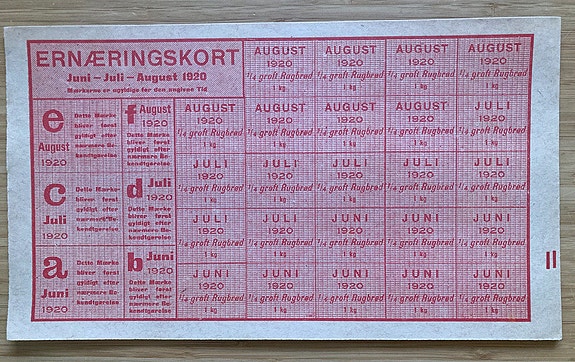 ERNÆRINGSKORT
Juni – Juli – August 1920
Mærkerne er gyldige for den angivne Tid
AUGUST
1920
¼ groft Rugbrød
1 kg
AUGUST
1920
¼ groft Rugbrød
1 kg
AUGUST
1920
¼ groft Rugbrød
1 kg
AUGUST
1920
¼ groft Rugbrød
1 kg
e
August
1920
Dette Mærke
bliver først
gyldigt efter
nærmere Be-
kendtgørelse
f August
1920
Dette Mærke
bliver først
gyldigt efter
nærmere Be-
kendtgørelse
AUGUST
1920
¼ groft Rugbrød
1 kg
AUGUST
1920
¼ groft Rugbrød
1 kg
AUGUST
1920
¼ groft Rugbrød
1 kg
AUGUST
1920
¼ groft Rugbrød
1 kg
JULI
1920
¼ groft Rugbrød
1 kg
c
Juli
1920
Dette Mærke
bliver først
gyldigt efter
nærmere Be-
kendtgørelse
d Juli
1920
Dette Mærke
bliver først
gyldigt efter
nærmere Be-
kendtgørelse
JULI
1920
¼ groft Rugbrød
1 kg
JULI
1920
¼ groft Rugbrød
1 kg
JULI
1920
¼ groft Rugbrød
1 kg
JULI
1920
¼ groft Rugbrød
1 kg
JULI
1920
¼ groft Rugbrød
1 kg
JULI
1920
¼ groft Rugbrød
1 kg
JULI
1920
¼ groft Rugbrød
1 kg
JUNI
1920
¼ groft Rugbrød
1 kg
JUNI
1920
¼ groft Rugbrød
1 kg
JUNI
1920
¼ groft Rugbrød
1 kg
a
Juni
1920
Dette Mærke
bliver først
gyldigt efter
nærmere Be-
kendtgørelse
b Juni
1920
Dette Mærke
bliver først
gyldigt efter
nærmere Be-
kendtgørelse
JUNI
1920
¼ groft Rugbrød
1 kg
JUNI
1920
¼ groft Rugbrød
1 kg
JUNI
1920
¼ groft Rugbrød
1 kg
JUNI
1920
¼ groft Rugbrød
1 kg
JUNI
1920
¼ groft Rugbrød
1 kg
II